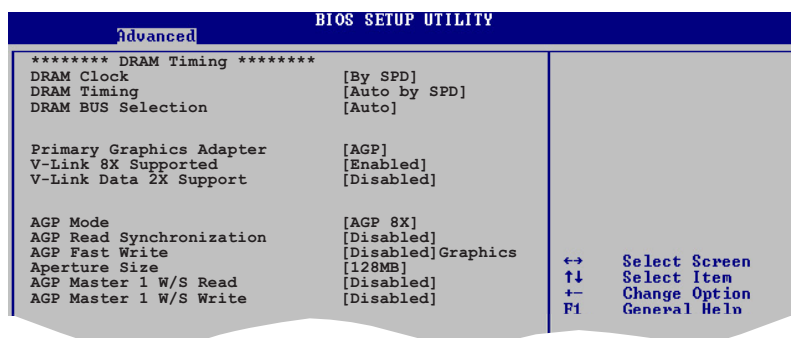 BIOS SETUP UTILITY
Advanced
******** DRAM Timing ********
DRAM Clock [By SPD]
DRAM Timing [Auto by SPD]
DRAM BUS Selection [Auto]
Primary Graphics Adapter [AGP]
V-Link 8X Supported [Enabled]
V-Link Data 2X Support [Disabled]
AGP Mode [AGP 8X]
AGP Read Synchronization [Disabled]
AGP Fast Write [Disabled]Graphics
Aperture Size [128MB]
AGP Master 1 W/S Read [Disabled]
AGP Master 1 W/S Write [Disabled]
←→ Select Screen
↑↓ Select Item
+- Change Option
F1 General Help